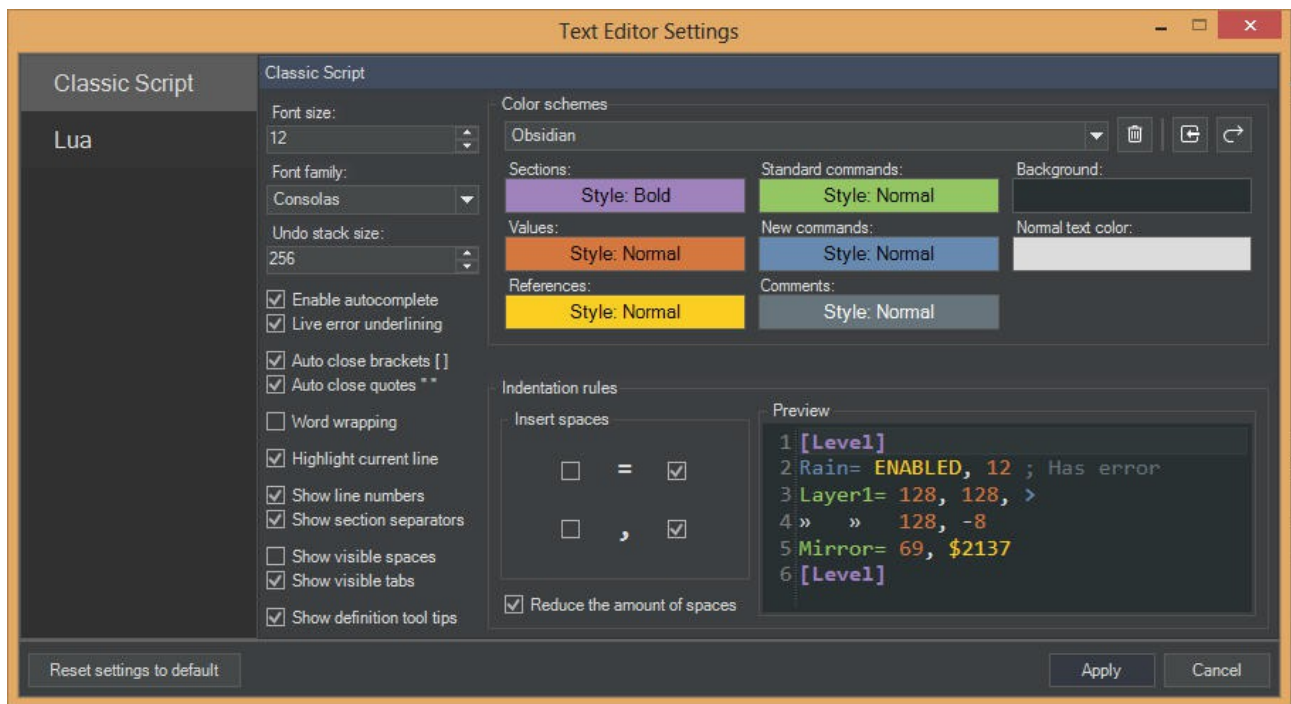 Text Editor Settings
Classic Script
Lua
Classic Script
Font size:
12
Font family:
Consolas
Undo stack size:
256
Enable autocomplete
Live error underlining
Auto close brackets [ ]
Auto close quotes " "
Word wrapping
Highlight current line
Show line numbers
Show section separators
Show visible spaces
Show visible tabs
Show definition tool tips
Color schemes
Obsidian
Sections:
Style: Bold
Standard commands:
Style: Normal
Background:
Values:
Style: Normal
New commands:
Style: Normal
Normal text color:
References:
Style: Normal
Comments:
Style: Normal
Indentation rules
Insert spaces
=
,
Reduce the amount of spaces
Preview
1 [Level]
2 Rain= ENABLED, 12 ; Has error
3 Layer1= 128, 128, >
4 » » 128, -8
5 Mirror= 69, $2137
6 [Level]
Reset settings to default
Apply
Cancel